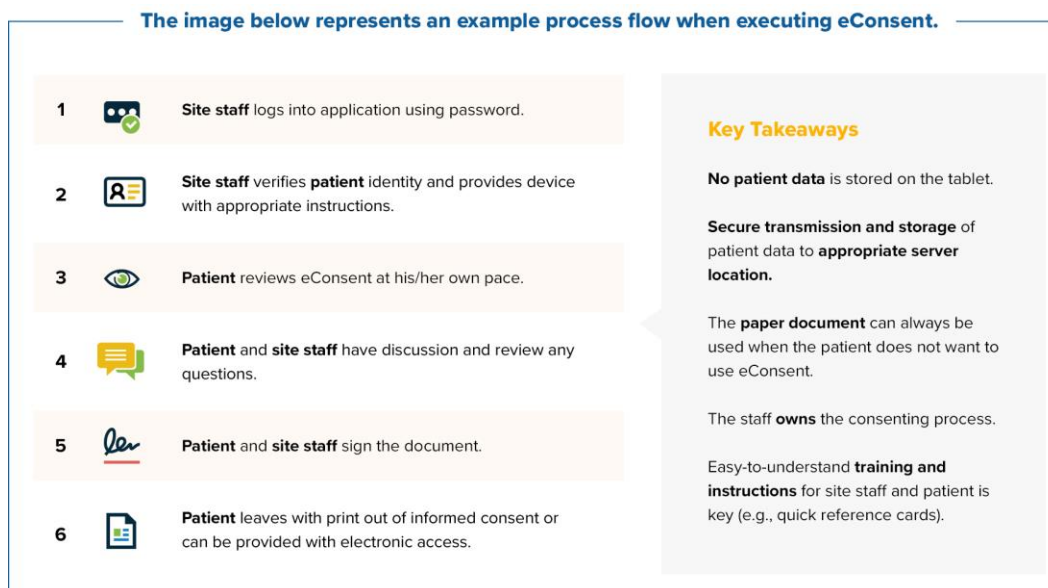 The image below represents an example process flow when executing eConsent.
1
Site staff logs into application using password.
2
Site staff verifies patient identity and provides device
with appropriate instructions.
3
Patient reviews eConsent at his/her own pace.
4
Patient and site staff have discussion and review any
questions.
5
Patient and site staff sign the document.
6
Patient leaves with print out of informed consent or
can be provided with electronic access.
Key Takeaways
No patient data is stored on the tablet.
Secure transmission and storage of
patient data to appropriate server
location.
The paper document can always be
used when the patient does not want to
use eConsent.
The staff owns the consenting process.
Easy-to-understand training and
instructions for site staff and patient is
key (e.g., quick reference cards).